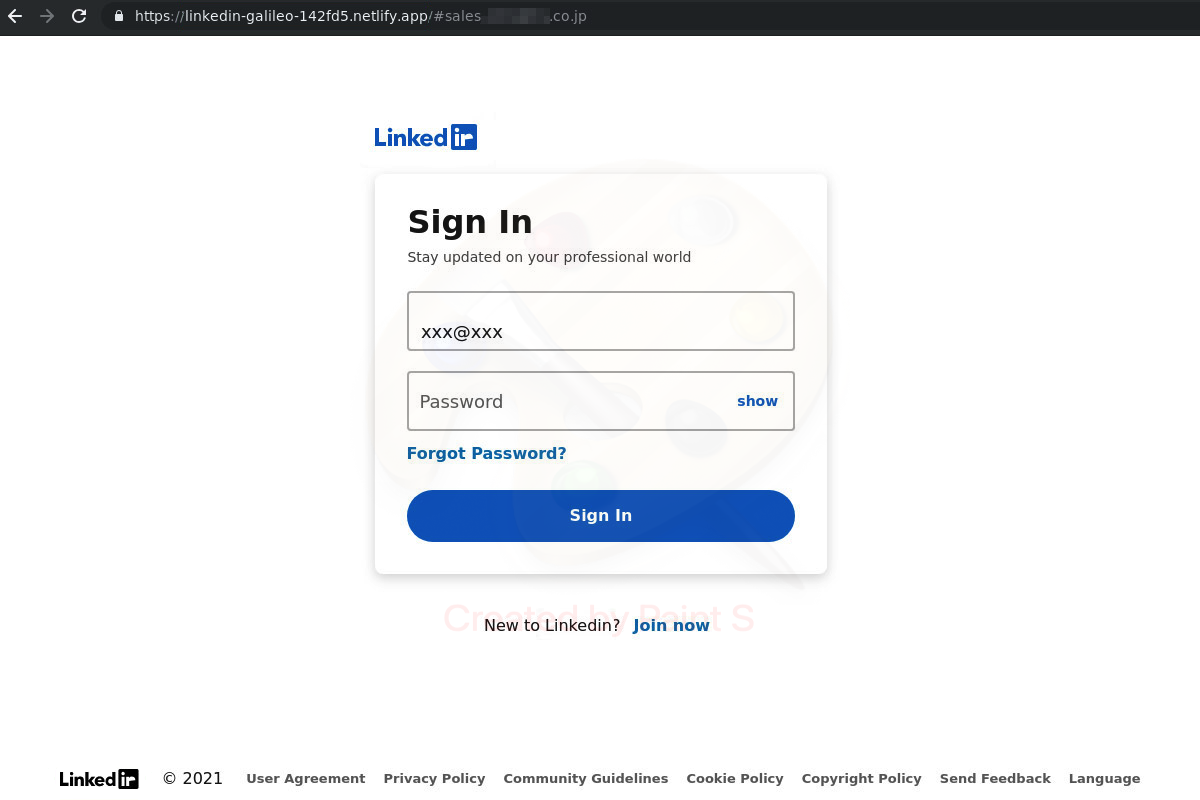 https://linkedin-galileo-142fd5.netlify.app/#sales .co.jp
Linkedin
Sign In
Stay updated on your professional world
xxx@xxx
Password show
Forgot Password?
Sign In
Created by Paint S
New to Linkedin? Join now
Linkedin © 2021 User Agreement Privacy Policy Community Guidelines Cookie Policy Copyright Policy Send Feedback Language